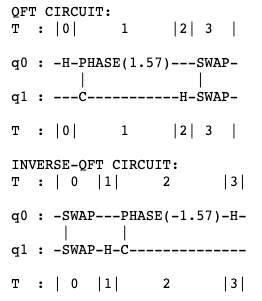 QFT CIRCUIT:
T  : |0|     1     |2| 3  |
q0 : -H-PHASE(1.57)---SWAP-
        |             |
q1 : ---C-----------H-SWAP-
T  : |0|     1     |2| 3  |
INVERSE-QFT CIRCUIT:
T  : | 0  |1|     2      |3|
q0 : -SWAP---PHASE(-1.57)-H-
      |      |
q1 : -SWAP-H-C--------------
T  : | 0  |1|     2      |3|